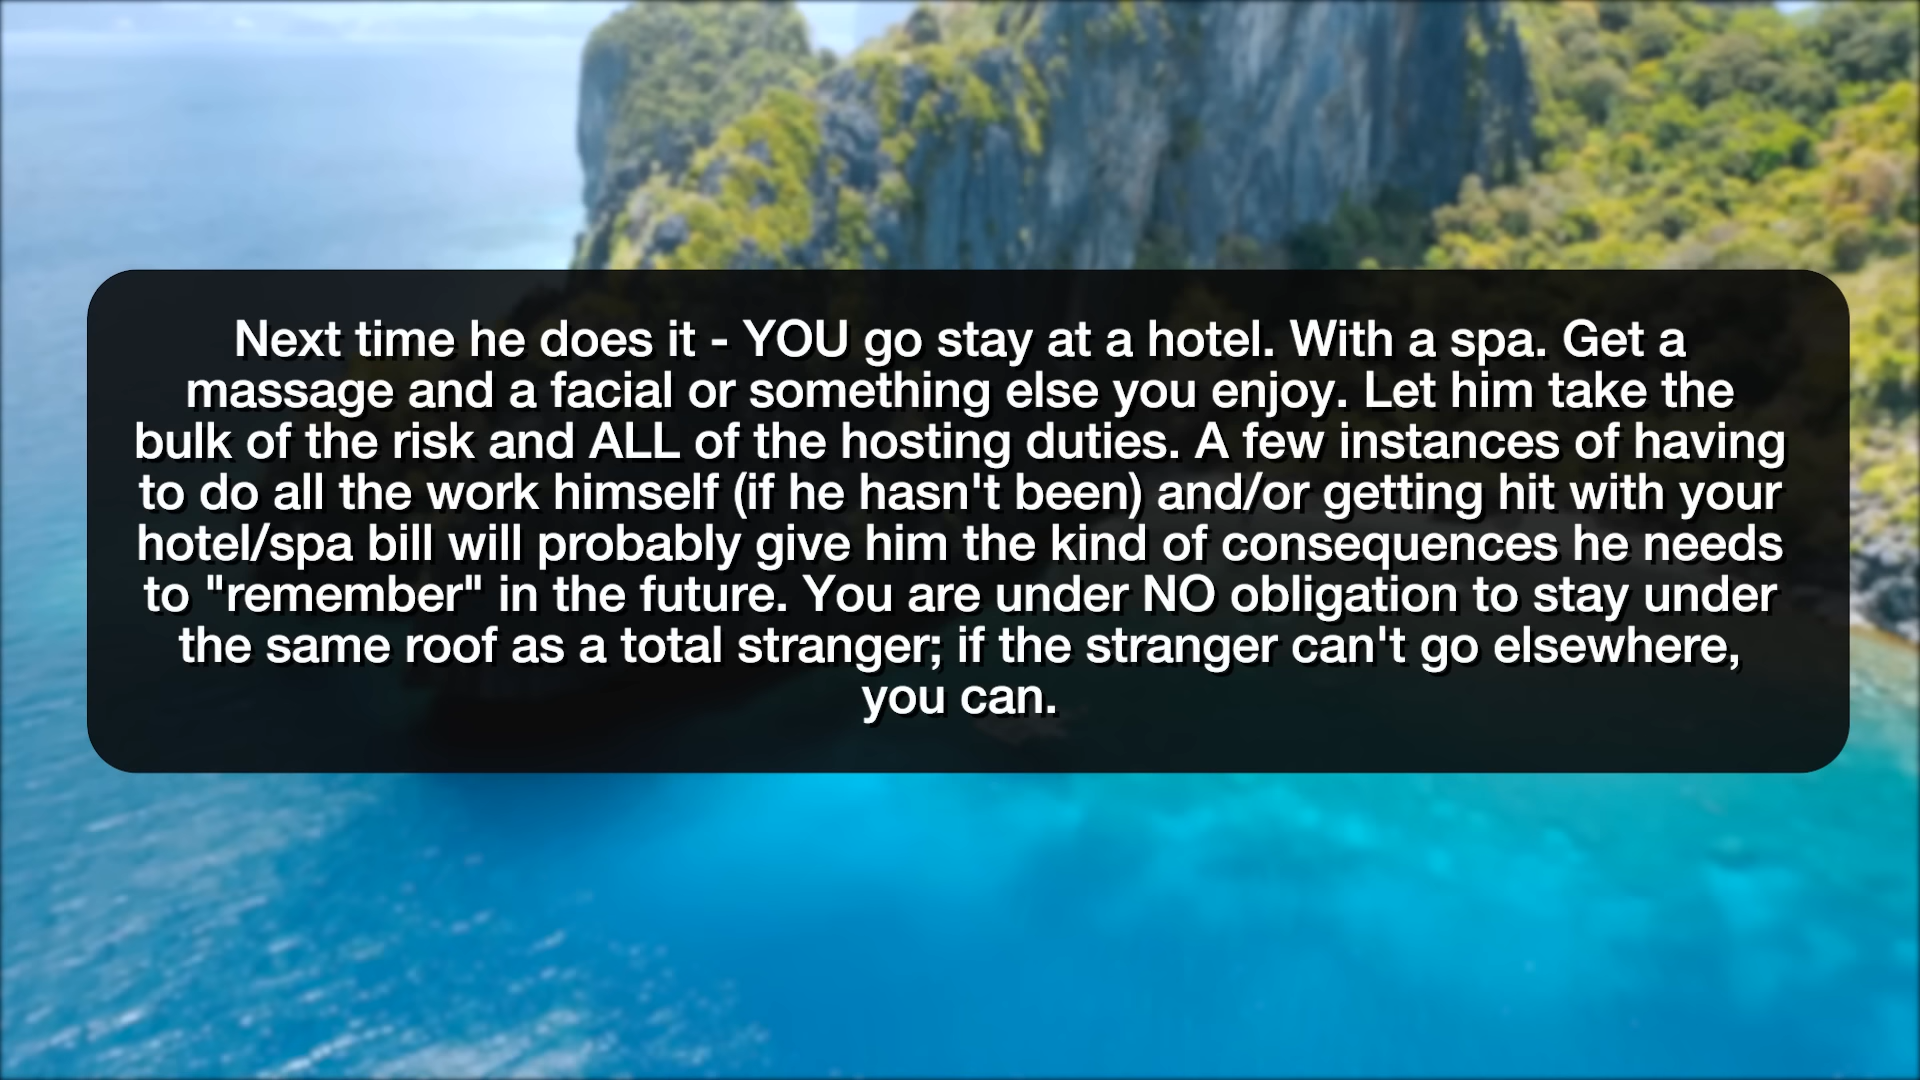 Next time he does it - YOU go stay at a hotel. With a spa. Get a
massage and a facial or something else you enjoy. Let him take the
bulk of the risk and ALL of the hosting duties. A few instances of having
to do all the work himself (if he hasn't been) and/or getting hit with your
hotel/spa bill will probably give him the kind of consequences he needs
to "remember" in the future. You are under NO obligation to stay under
the same roof as a total stranger; if the stranger can't go elsewhere,
you can.